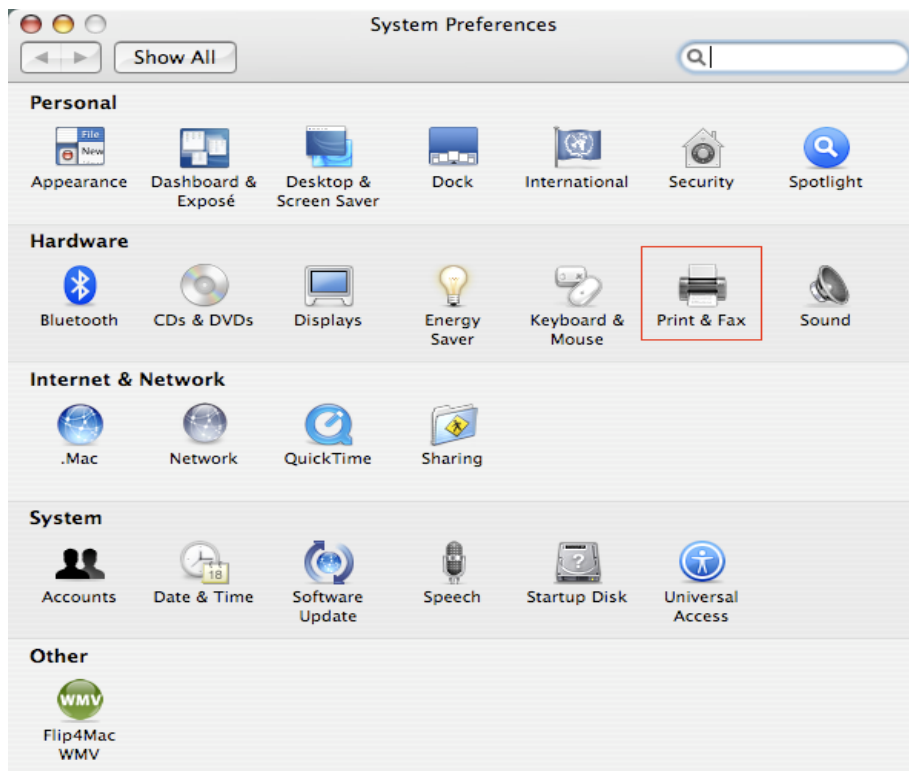 System Preferences
Show All
Personal
File
New
Appearance
Dashboard &
Exposé
Desktop &
Screen Saver
Dock
International
Security
Spotlight
Hardware
Bluetooth
CDs & DVDs
Displays
Energy
Saver
Keyboard &
Mouse
Print & Fax
Sound
Internet & Network
.Mac
Network
QuickTime
Sharing
System
Accounts
18
Date & Time
Software
Update
Speech
?
Startup Disk
Universal
Access
Other
WMV
Flip4Mac
WMV